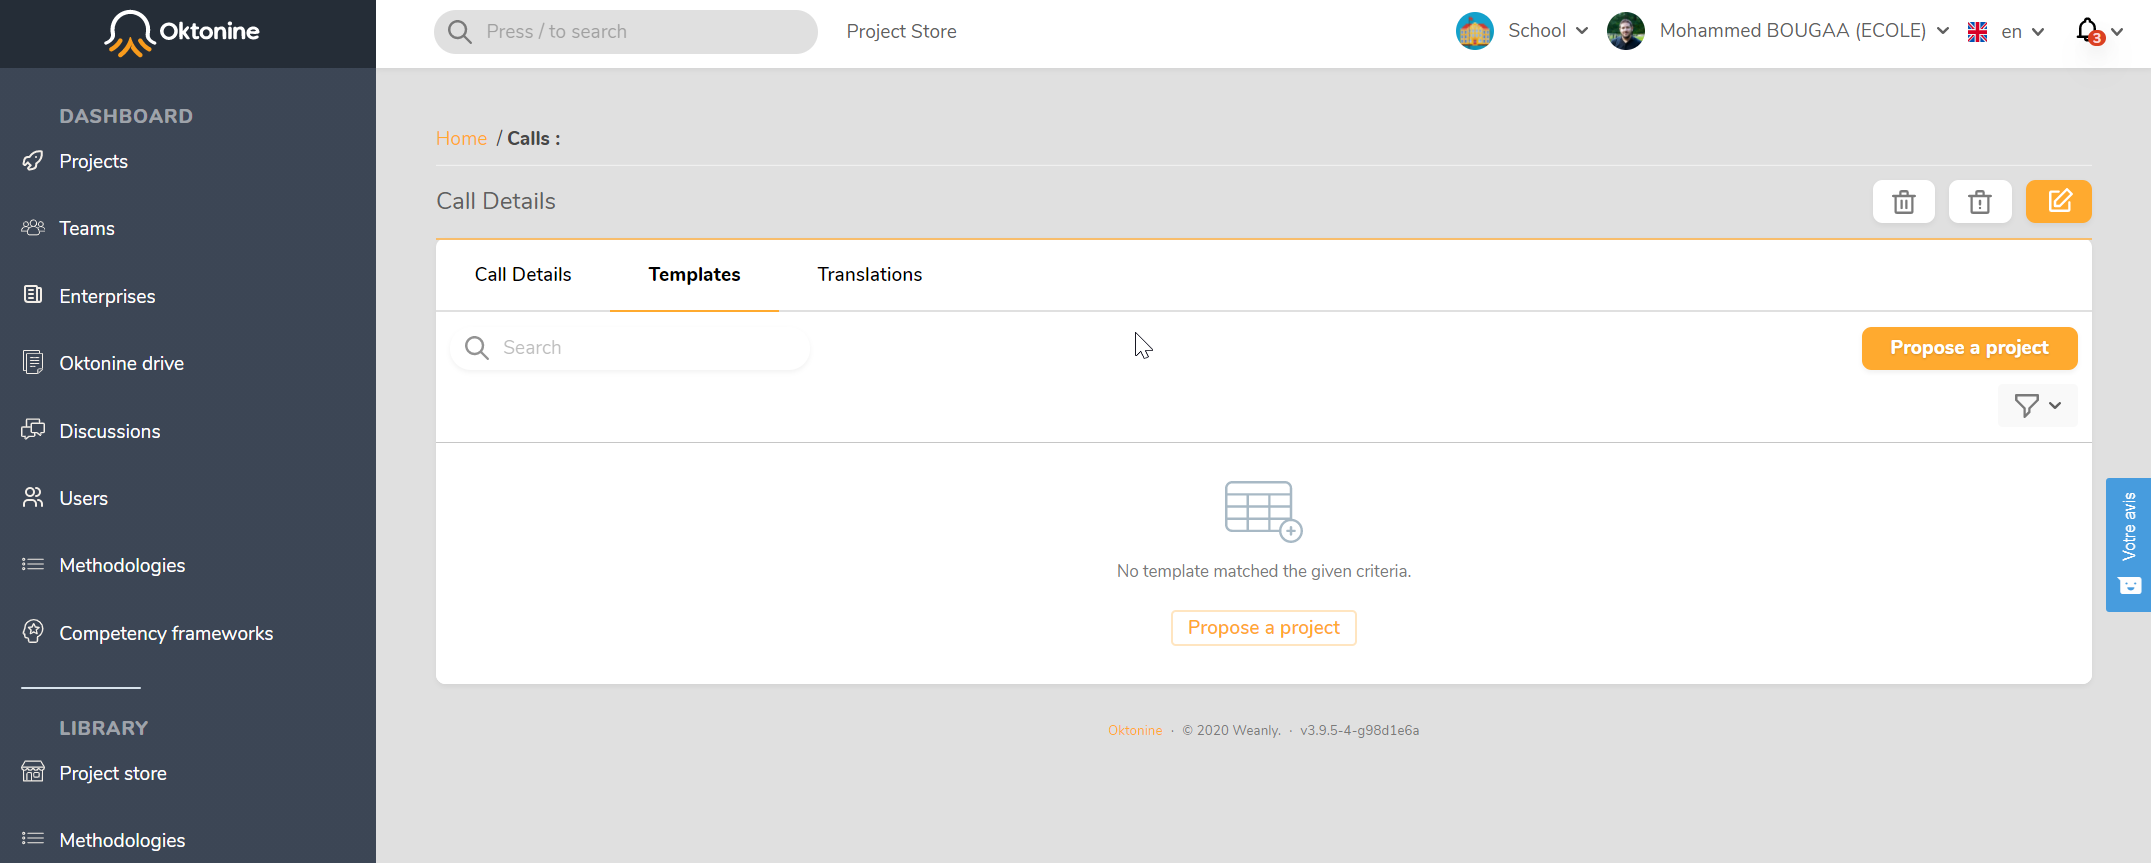 Oktonine
Press / to search
Project Store
School
Mohammed BOUGAA (ECOLE)
en
3
DASHBOARD
Projects
Teams
Enterprises
Oktonine drive
Discussions
Users
Methodologies
Competency frameworks
LIBRARY
Project store
Methodologies
Home / Calls :
Call Details
Call Details
Templates
Translations
Search
Propose a project
No template matched the given criteria.
Propose a project
Oktonine · © 2020 Weanly. · v3.9.5-4-g98d1e6a
Votre avis